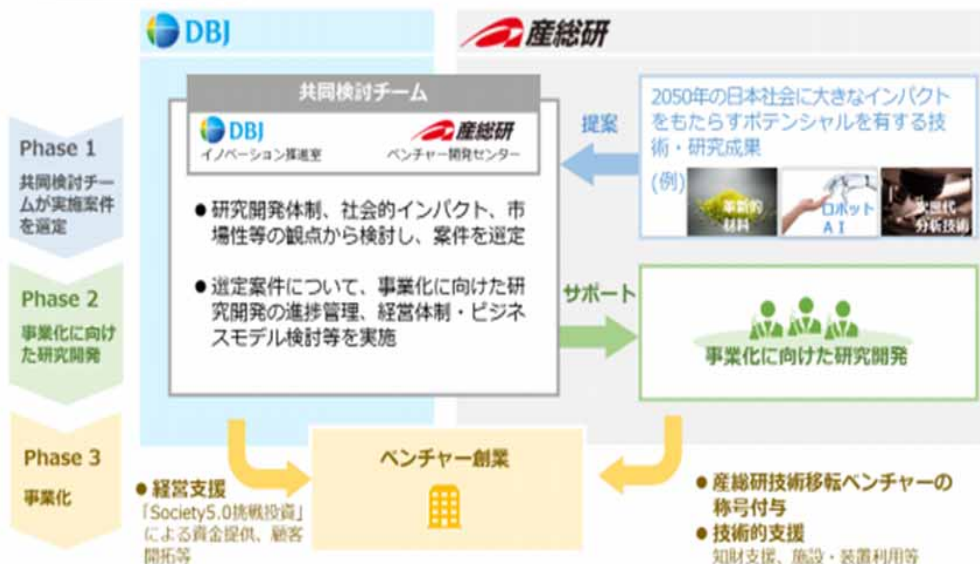 DBJ
産総研
共同検討チーム
DBJ
イノベーション推進室
産総研
ベンチャー開発センター
Phase 1
共同検討チー
ムが実施案件
を選定
提案
2050年の日本社会に大きなインパクト
をもたらすポテンシャルを有する技
術・研究成果
(例)
革新的
材料
ロボット
AI
次世代
分析技術
● 研究開発体制、社会的インパクト、市
場性等の観点から検討し、案件を選定
● 選定案件について、事業化に向けた研
究開発の進捗管理、経営体制・ビジネ
スモデル検討等を実施
Phase 2
事業化に向け
た研究開発
サポート
事業化に向けた研究開発
Phase 3
事業化
ベンチャー創業
● 経営支援
「Society5.0挑戦投資」
による資金提供、顧客
開拓等
● 産総研技術移転ベンチャーの
称号付与
● 技術的支援
知財支援、施設・装置利用等